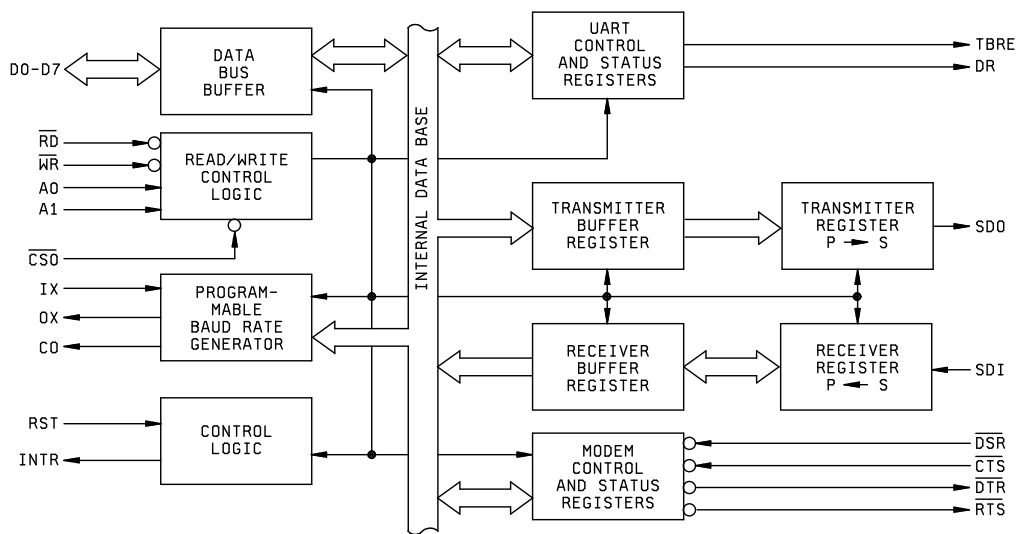 DATA
BUS
BUFFER
D0-D7
RD
WR
A0
A1
READ/WRITE
CONTROL
LOGIC
CS0
IX
OX
CO
PROGRAM-
MABLE
BAUD RATE
GENERATOR
RST
INTR
CONTROL
LOGIC
INTERNAL DATA BASE
UART
CONTROL
AND STATUS
REGISTERS
TBRE
DR
TRANSMITTER
BUFFER
REGISTER
TRANSMITTER
REGISTER
P S
SDO
RECEIVER
BUFFER
REGISTER
RECEIVER
REGISTER
P S
SDI
MODEM
CONTROL
AND STATUS
REGISTERS
DSR
CTS
DTR
RTS